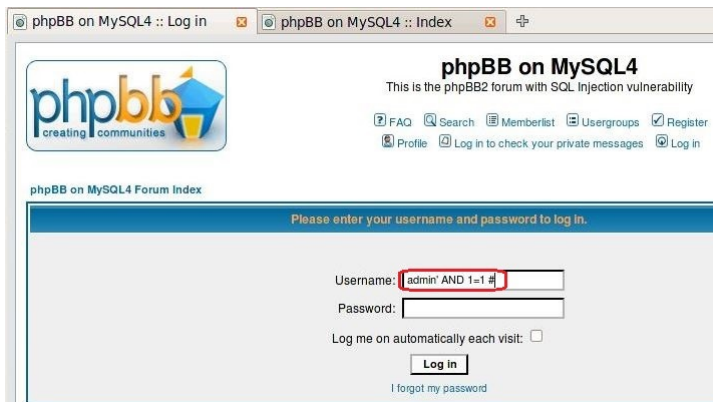 phpBB on MySQL4 :: Log in
phpBB on MySQL4 :: Index
phpbb
creating communities
phpBB on MySQL4
This is the phpBB2 forum with SQL Injection vulnerability
FAQ Search Memberlist Usergroups Register
Profile Log in to check your private messages Log in
phpBB on MySQL4 Forum Index
Please enter your username and password to log in.
Username: admin' AND 1=1 #
Password:
Log me on automatically each visit:
Log in
I forgot my password